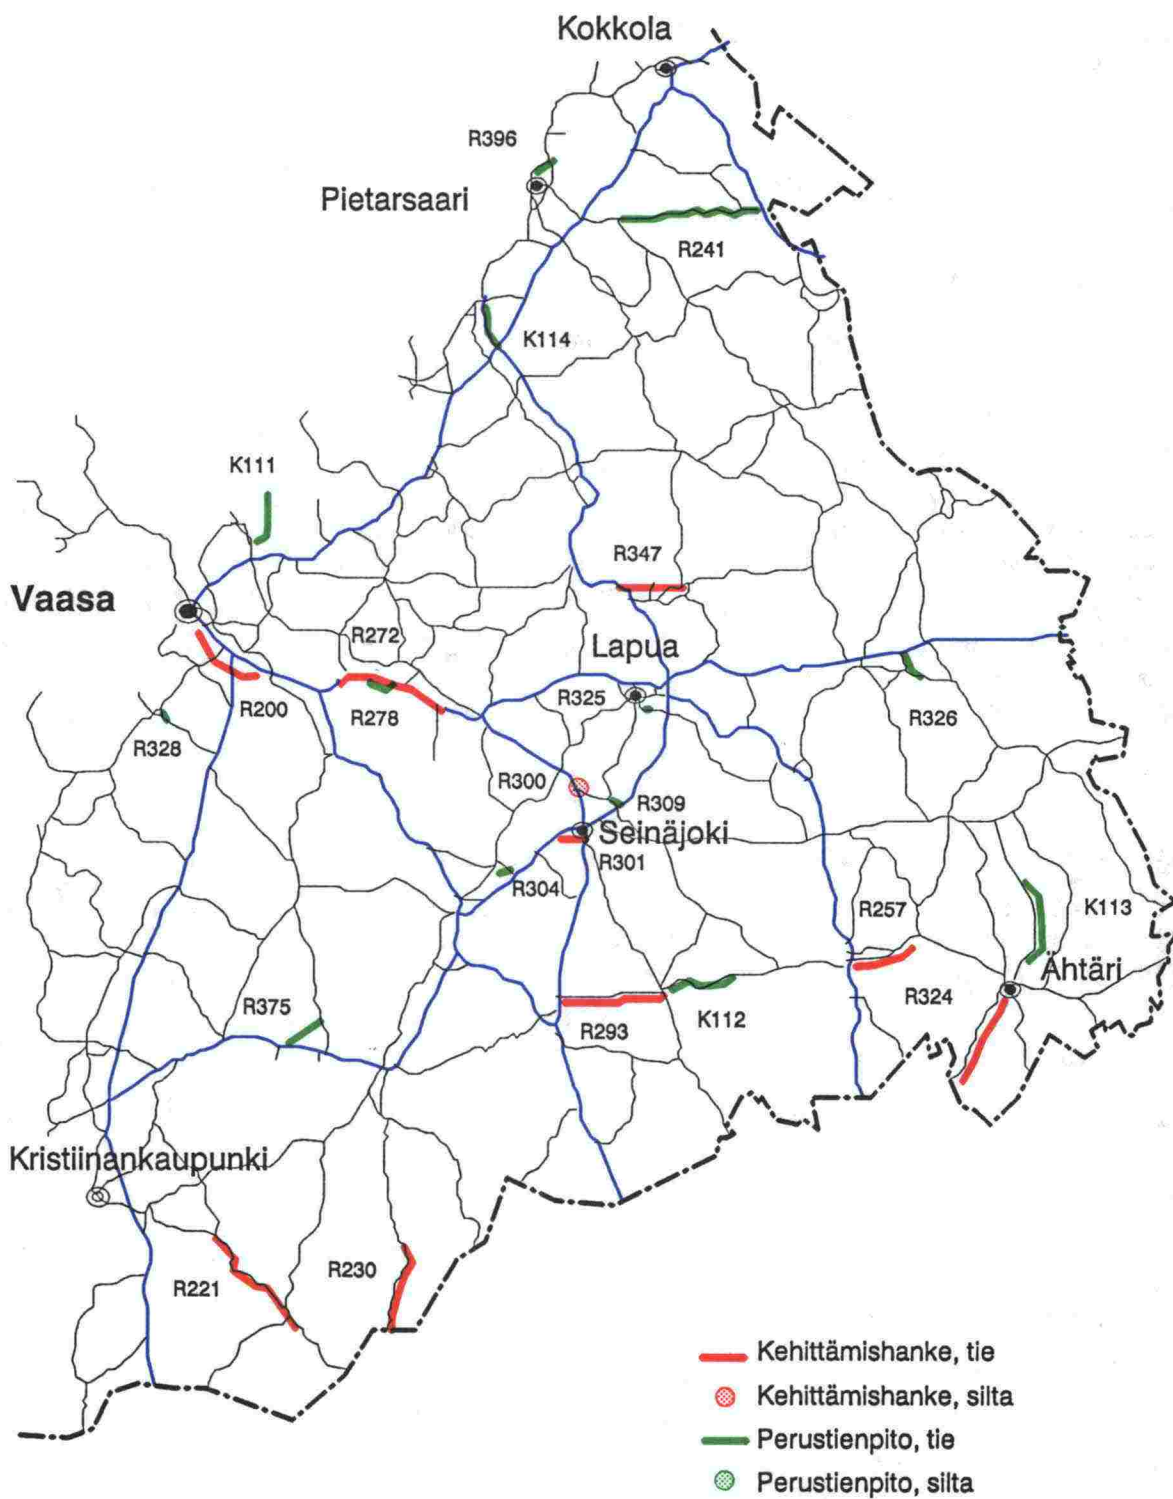 Kokkola
R396
Pietarsaari
R241
K114
K111
R347
Vaasa
R272
Lapua
R325
R200
R278
R326
R328
R300
R309
Seinäjoki
R301
R304
R257
K113
Ähtäri
R324
R375
R293
K112
Kristiinankaupunki
R221
R230
Kehittämishanke, tie
Kehittämishanke, silta
Perustienpito, tie
Perustienpito, silta